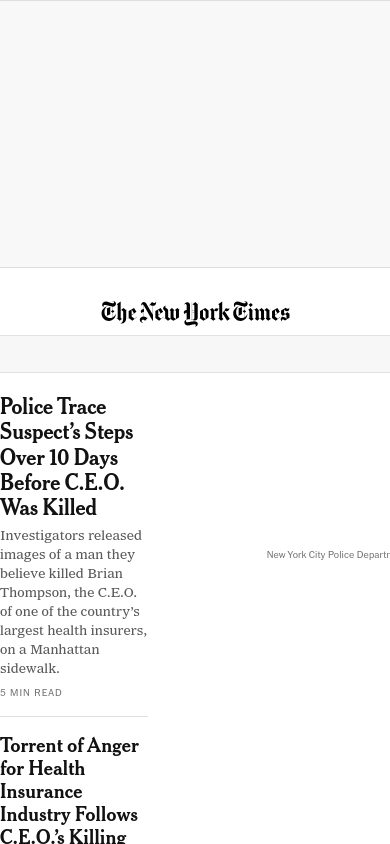 The New York Times
Police Trace
Suspect's Steps
Over 10 Days
Before C.E.O.
Was Killed
Investigators released
images of a man they
believe killed Brian
Thompson, the C.E.O.
of one of the country's
largest health insurers,
on a Manhattan
sidewalk.
5 MIN READ
New York City Police Departm
Torrent of Anger
for Health
Insurance
Industry Follows
C.E.O.'s Killing